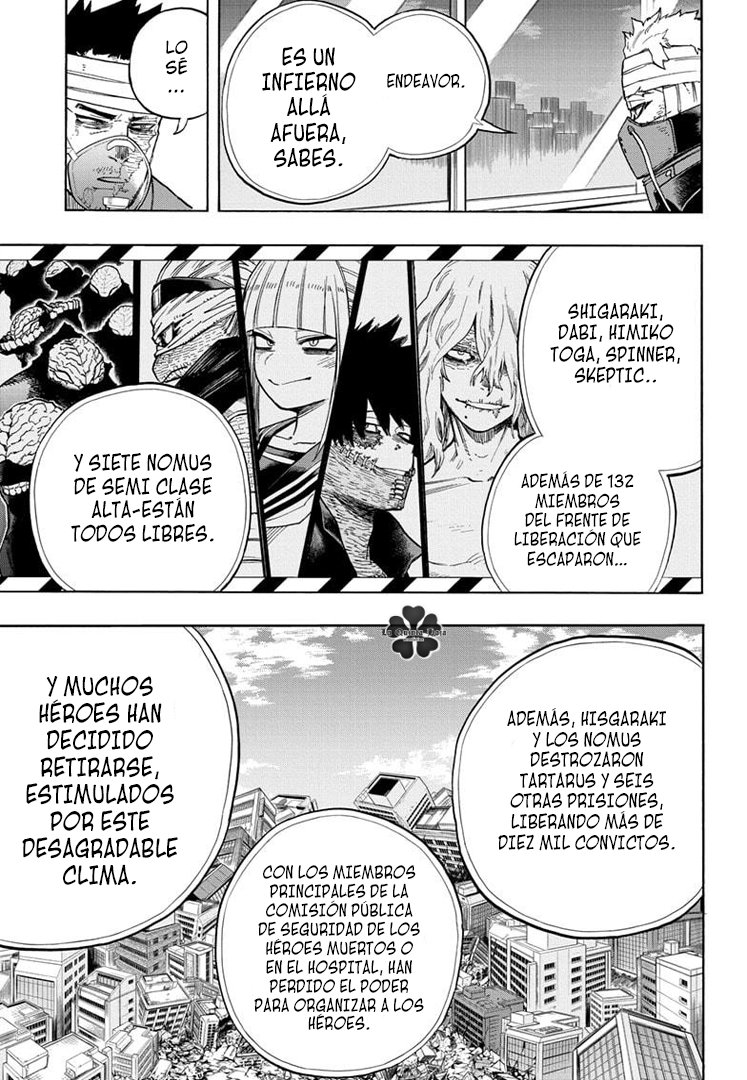 ENDEAVOR.
ES UN
INFIERNO
ALLÁ
AFUERA,
SABES.
LO
SÉ
...
SHIGARAKI,
DABI, HIMIKO
TOGA, SPINNER,
SKEPTIC..
ADEMÁS DE 132
MIEMBROS
DEL FRENTE DE
LIBERACIÓN QUE
ESCAPARON...
Y SIETE NOMUS
DE SEMI CLASE
ALTA-ESTÁN
TODOS LIBRES.
ADEMÁS, HISGARAKI
Y LOS NOMUS
DESTROZARON
TARTARUS Y SEIS
OTRAS PRISIONES,
LIBERANDO MÁS DE
DIEZ MIL CONVICTOS.
CON LOS MIEMBROS
PRINCIPALES DE LA
COMISIÓN PÚBLICA
DE SEGURIDAD DE LOS
HÉROES MUERTOS O
EN EL HOSPITAL, HAN
PERDIDO EL PODER
PARA ORGANIZAR A LOS
HÉROES.
Y MUCHOS
HÉROES HAN
DECIDIDO
RETIRARSE,
ESTIMULADOS
POR ESTE
DESAGRADABLE
CLIMA.